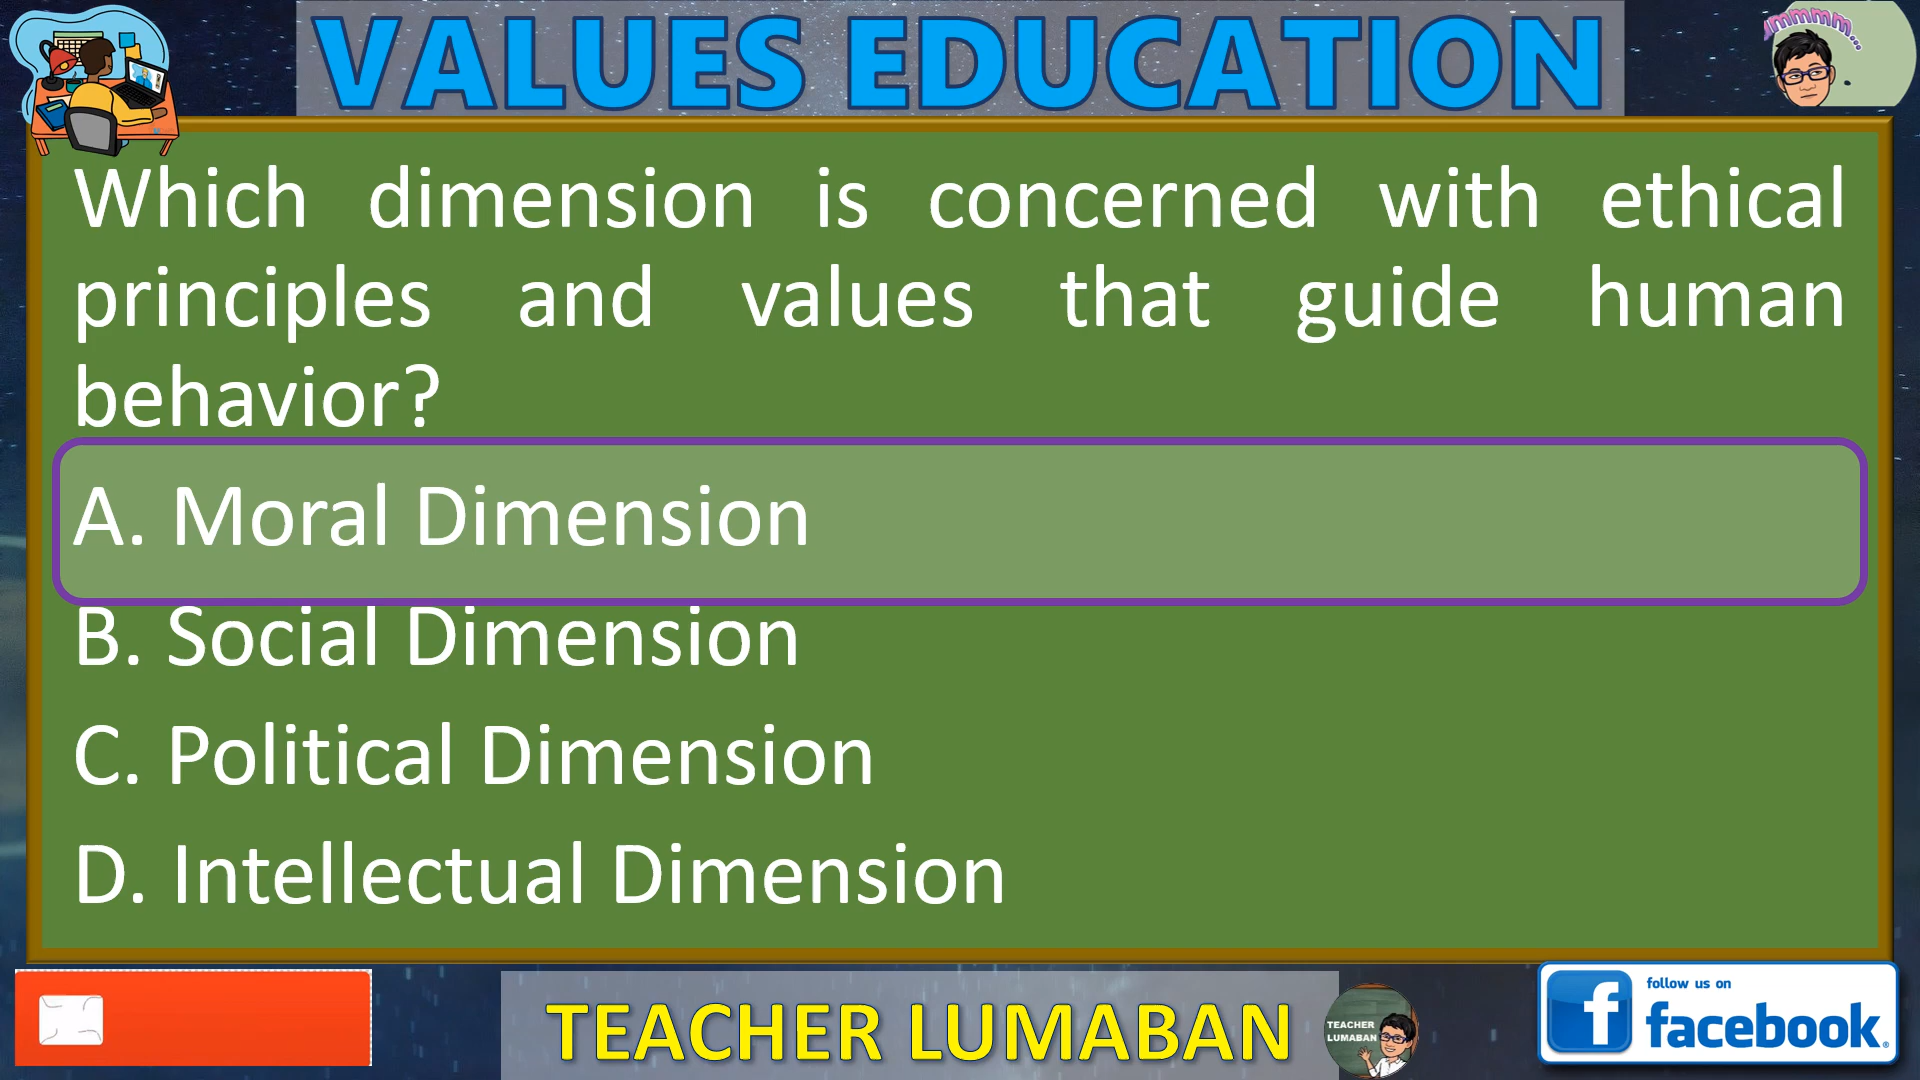 VALUES EDUCATION
ummmm...
Which dimension is concerned with ethical
principles and values that guide human
behavior?
A. Moral Dimension
B. Social Dimension
C. Political Dimension
D. Intellectual Dimension
TEACHER LUMABAN
TEACHER
LUMABAN
follow us on
facebook.